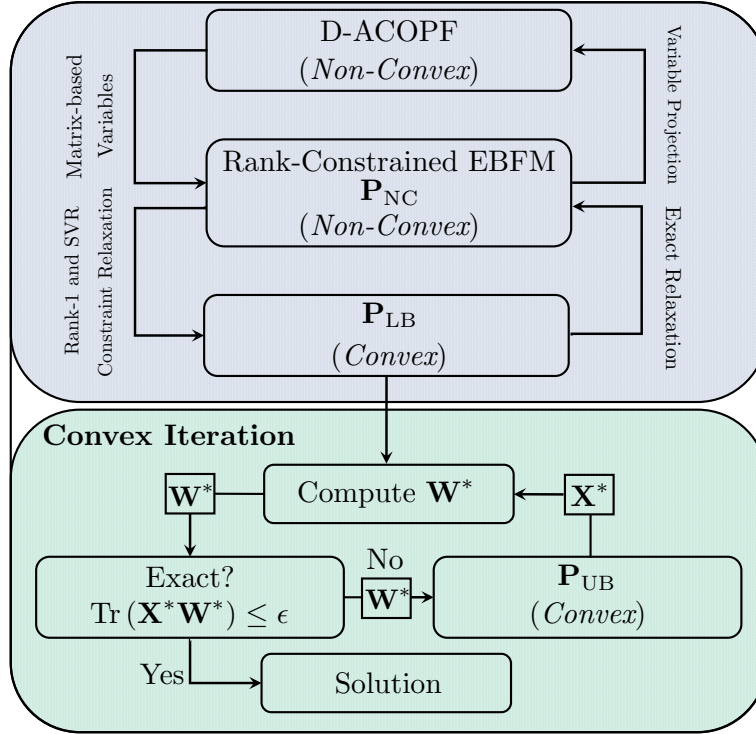 D-ACOPF
(Non-Convex)
Matrix-based
Variables
Variable Projection
Rank-Constrained EBFM
P_NC
(Non-Convex)
Rank-1 and SVR
Constraint Relaxation
Exact Relaxation
P_LB
(Convex)
Convex Iteration
W*
Compute W*
X*
Exact?
Tr (X*W*) ≤ ϵ
No
W*
P_UB
(Convex)
Yes
Solution